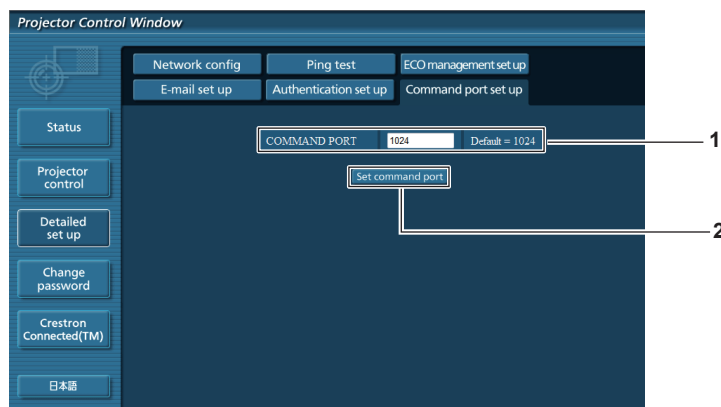 Projector Control Window
Network config
Ping test
ECO management set up
E-mail set up
Authentication set up
Command port set up
Status
COMMAND PORT 1024 Default = 1024
1
Set command port
Projector
control
2
Detailed
set up
Change
password
Crestron
Connected(TM)
日本語